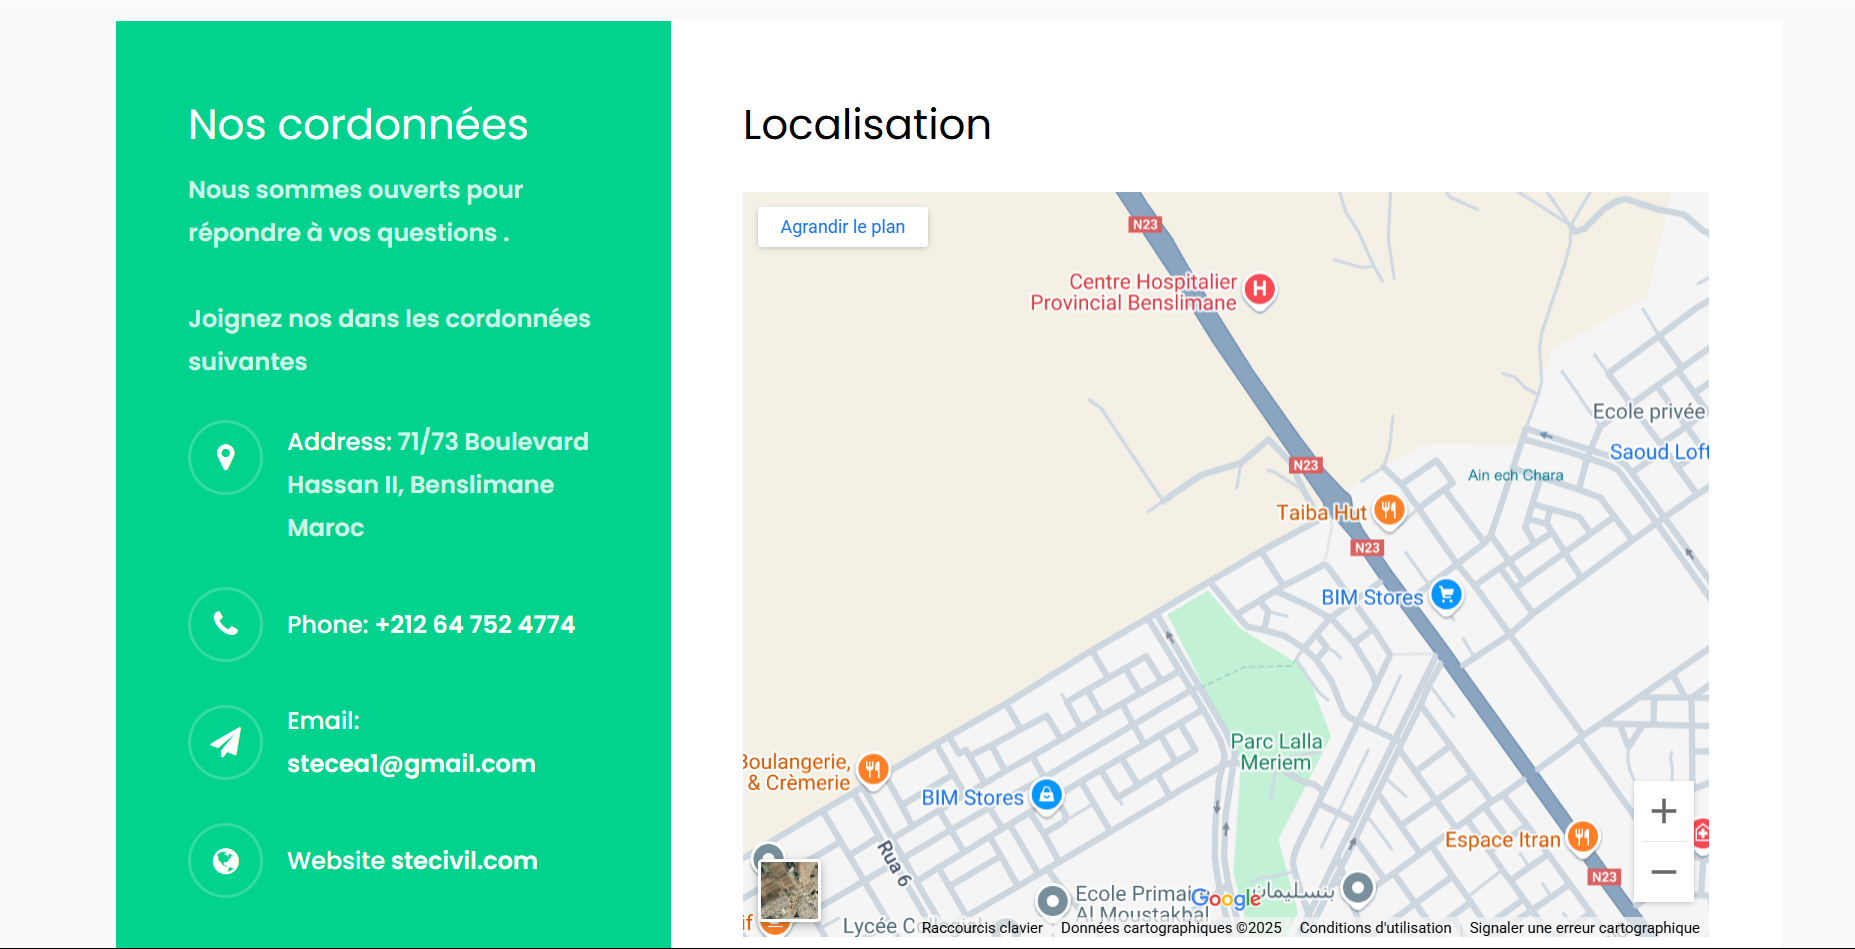 Nos cordonnées
Nous sommes ouverts pour
répondre à vos questions .
Joignez nos dans les cordonnées
suivantes
Address: 71/73 Boulevard
Hassan II, Benslimane
Maroc
Phone: +212 64 752 4774
Email:
stecea1@gmail.com
Website stecivil.com
Localisation
Agrandir le plan
N23
Centre Hospitalier
Provincial Benslimane
H
Ecole privée
Saoud Loft
Ain ech Chara
N23
Taiba Hut
N23
BIM Stores
Parc Lalla
Meriem
Boulangerie,
& Crèmerie
BIM Stores
Espace Itran
Rua 6
N23
Ecole Primaire
Al Moustakbal
Google
بنسليمان
Lycée
Raccourcis clavier
Données cartographiques ©2025
Conditions d'utilisation
Signaler une erreur cartographique